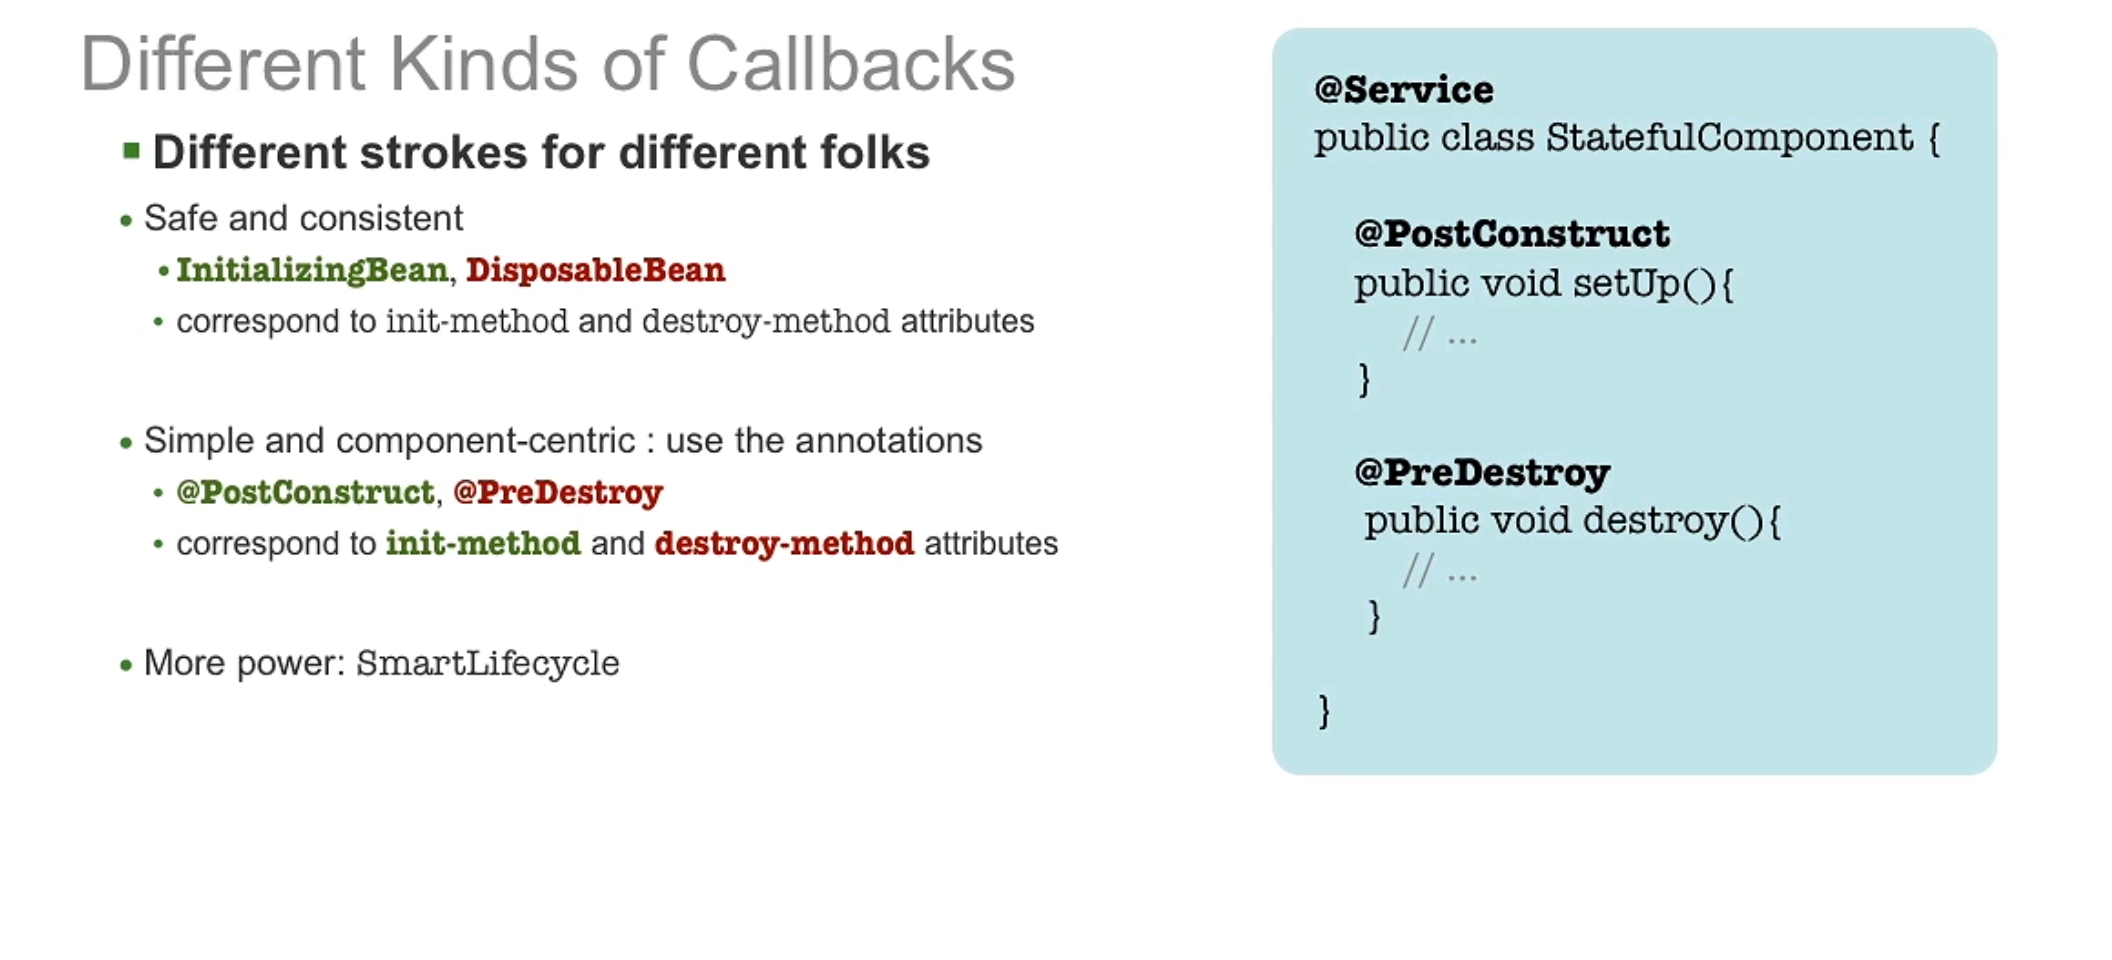 Different Kinds of Callbacks
▪ Different strokes for different folks
• Safe and consistent
• InitializingBean, DisposableBean
• correspond to init-method and destroy-method attributes
• Simple and component-centric : use the annotations
• @PostConstruct, @PreDestroy
• correspond to init-method and destroy-method attributes
• More power: SmartLifecycle
@Service
public class StatefulComponent {
@PostConstruct
public void setUp(){
// ...
}
@PreDestroy
public void destroy(){
// ...
}
}